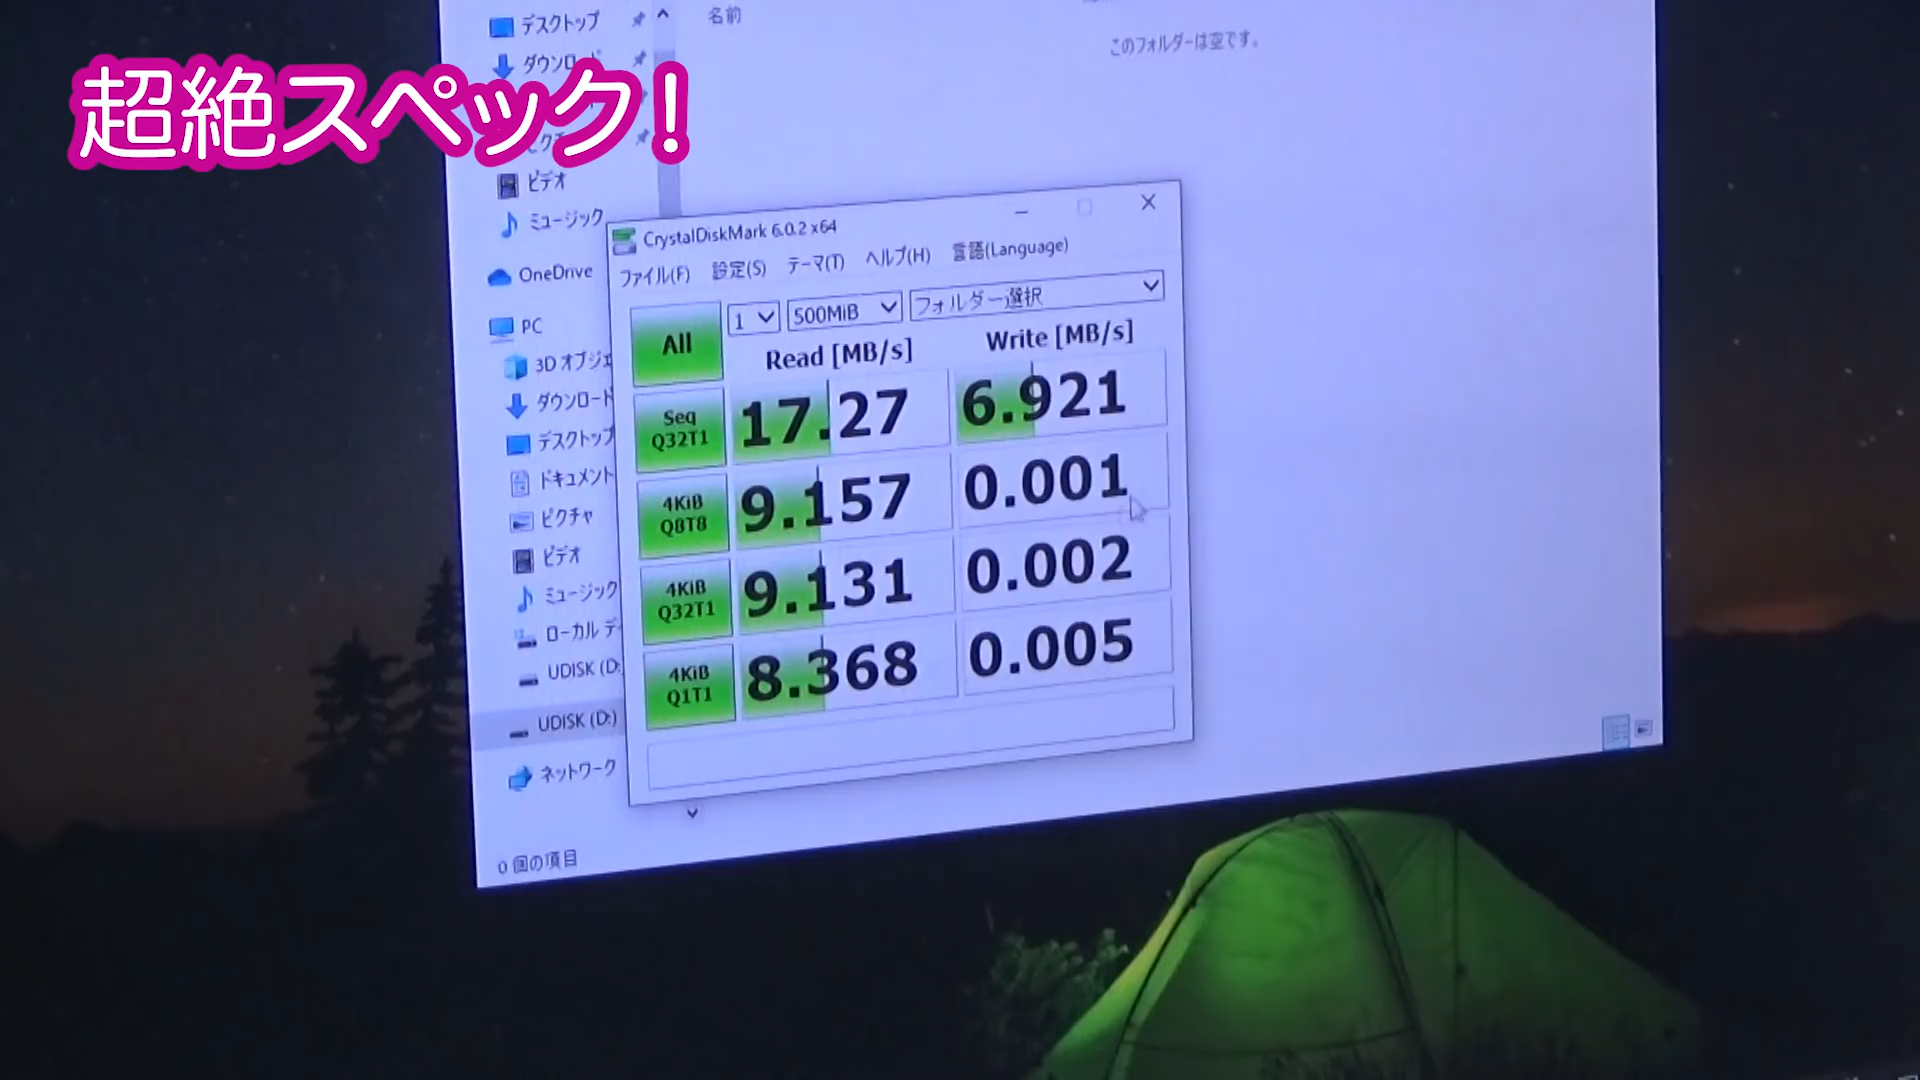 超絶スペック！
デスクトップ
名前
このフォルダーは空です。
ビデオ
ミュージック
OneDrive
PC
3D オブジェ
ダウンロード
デスクトップ
ドキュメント
ピクチャ
ビデオ
ミュージック
ローカル デ
UDISK (D:
UDISK (D:)
ネットワーク
0 個の項目
CrystalDiskMark 6.0.2 x64
ファイル(F) 設定(S) テーマ(T) ヘルプ(H) 言語(Language)
All 1 500MiB フォルダー選択
Read [MB/s] Write [MB/s]
Seq Q32T1 17.27 6.921
4KiB Q8T8 9.157 0.001
4KiB Q32T1 9.131 0.002
4KiB Q1T1 8.368 0.005